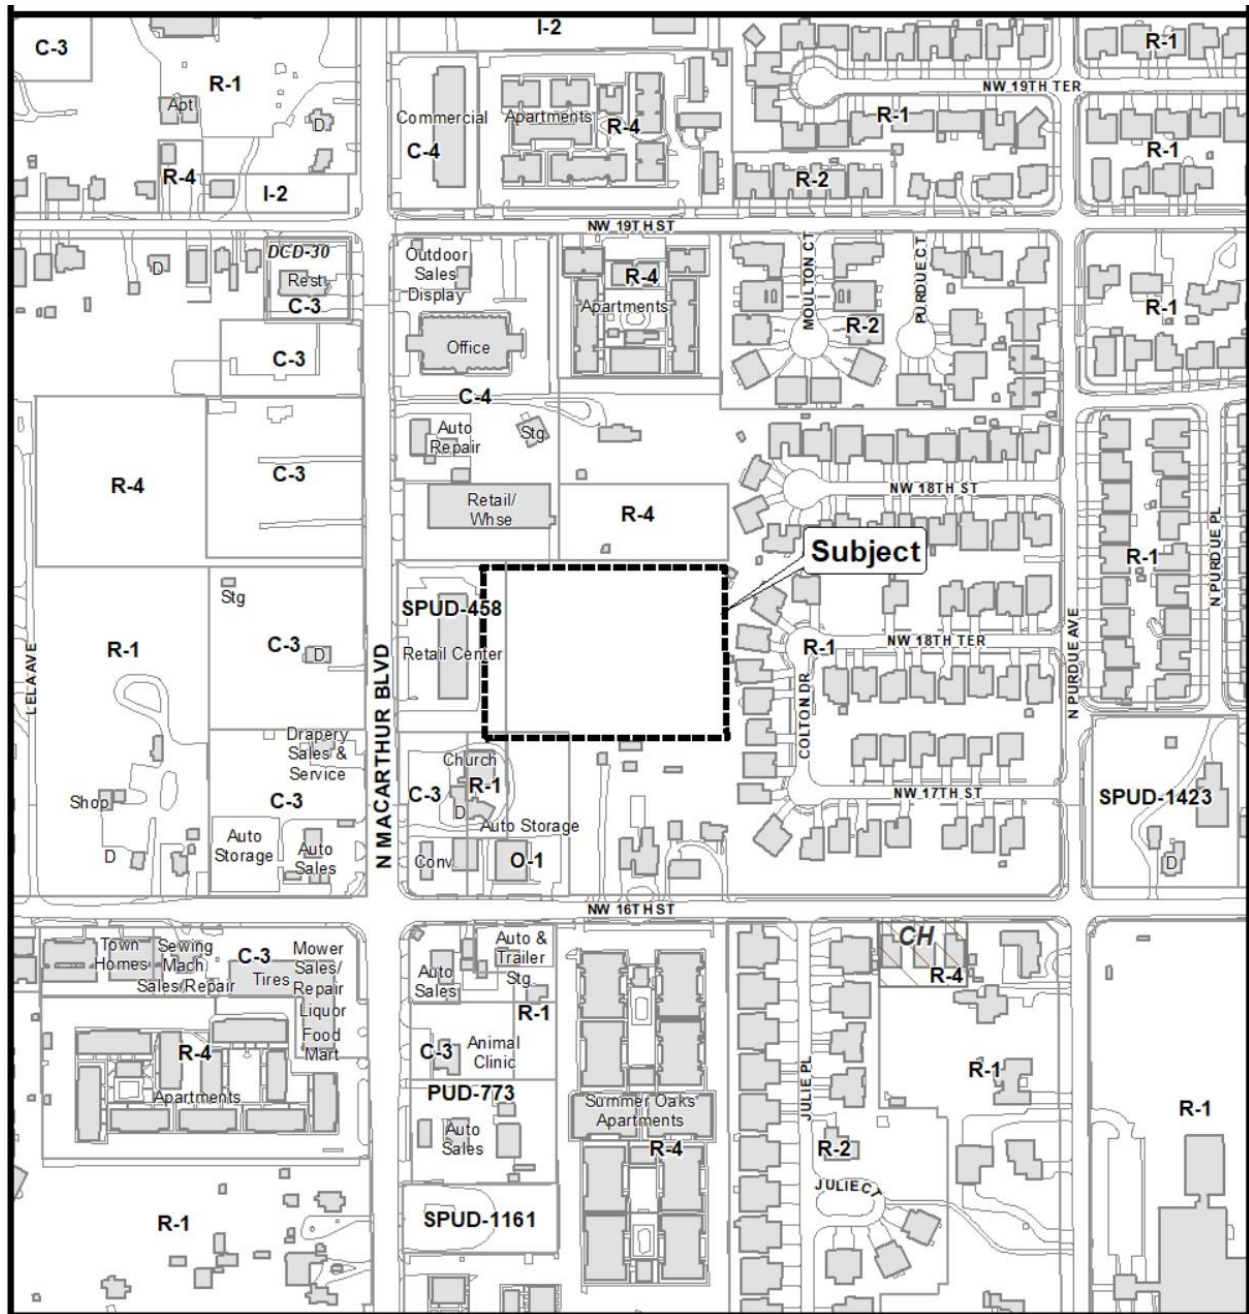 I-2
C-3
R-1
R-1
NW 19TH TER
Apt
Commercial
Apartments
R-4
R-1
D
C-4
R-1
R-4
R-2
I-2
NW 19TH ST
DCD-30
Rest
C-3
D
Outdoor
Sales
Display
R-4
Apartments
MOULTON CT
PURDUE CT
R-2
R-1
Office
C-3
C-4
Auto
Repair
Stg
R-4
C-3
Retail/
Whse
R-4
NW 18TH ST
Subject
R-1
N PURDUE PL
Stg
SPUD-458
Retail Center
R-1
C-3
D
NW 18TH TER
R-1
LELA AVE
N MACARTHUR BLVD
COLTON DR
N PURDUE AVE
Drapery
Sales &
Service
C-3
Church
R-1
C-3
D
NW 17TH ST
SPUD-1423
D
Shop
D
Auto
Storage
Auto
Sales
Auto Storage
Conv.
O-1
NW 16TH ST
Town
Homes
Sewing
Mach
Sales/Repair
C-3
Tires
Mower
Sales/
Repair
Liquor
Food
Mart
Auto &
Trailer
Stg.
Auto
Sales
R-1
CH
R-4
R-1
R-4
Apartments
C-3
Animal
Clinic
PUD-773
Auto
Sales
Summer Oaks
Apartments
R-4
JULIE PL
R-1
R-2
R-1
JULIE CT
R-1
SPUD-1161